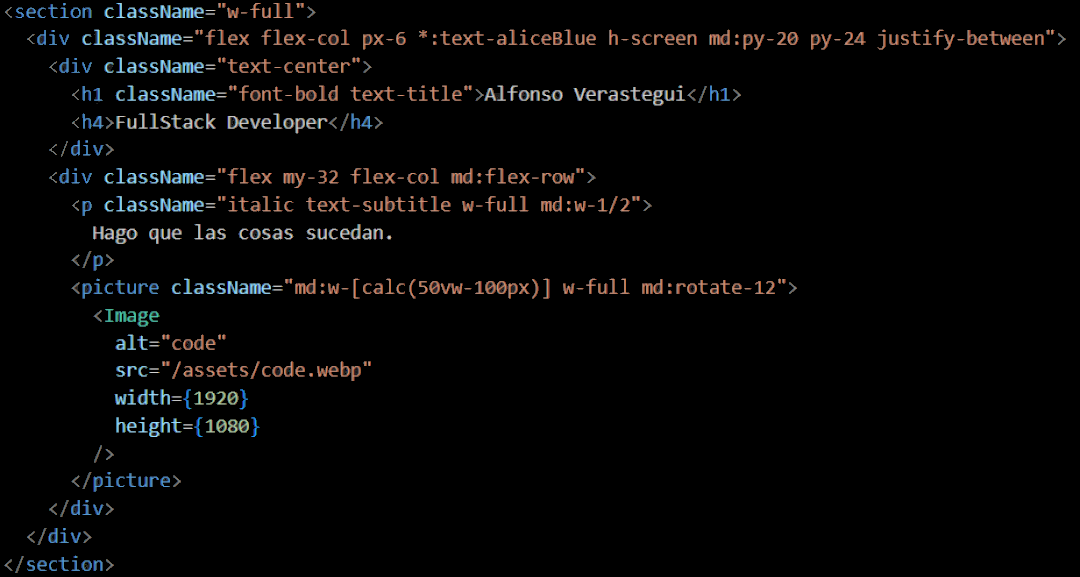 <section className="w-full">
<div className="flex flex-col px-6 *:text-aliceBlue h-screen md:py-20 py-24 justify-between">
<div className="text-center">
<h1 className="font-bold text-title">Alfonso Verastegui</h1>
<h4>FullStack Developer</h4>
</div>
<div className="flex my-32 flex-col md:flex-row">
<p className="italic text-subtitle w-full md:w-1/2">
Hago que las cosas sucedan.
</p>
<picture className="md:w-[calc(50vw-100px)] w-full md:rotate-12">
<Image
alt="code"
src="/assets/code.webp"
width={1920}
height={1080}
/>
</picture>
</div>
</div>
</section>